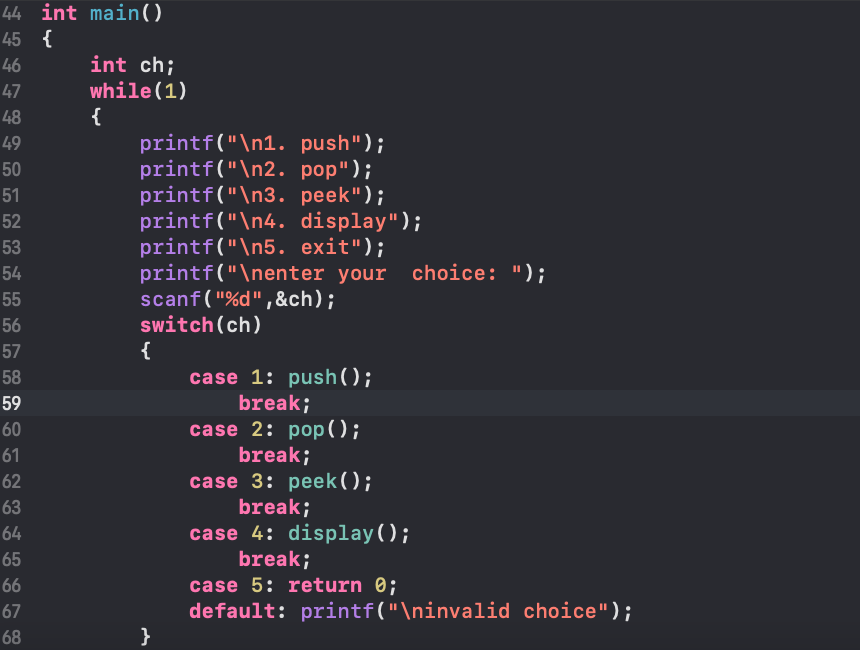 44 int main()
45 {
46     int ch;
47     while(1)
48     {
49         printf("\n1. push");
50         printf("\n2. pop");
51         printf("\n3. peek");
52         printf("\n4. display");
53         printf("\n5. exit");
54         printf("\nenter your  choice: ");
55         scanf("%d",&ch);
56         switch(ch)
57         {
58             case 1: push();
59                 break;
60             case 2: pop();
61                 break;
62             case 3: peek();
63                 break;
64             case 4: display();
65                 break;
66             case 5: return 0;
67             default: printf("\ninvalid choice");
68         }